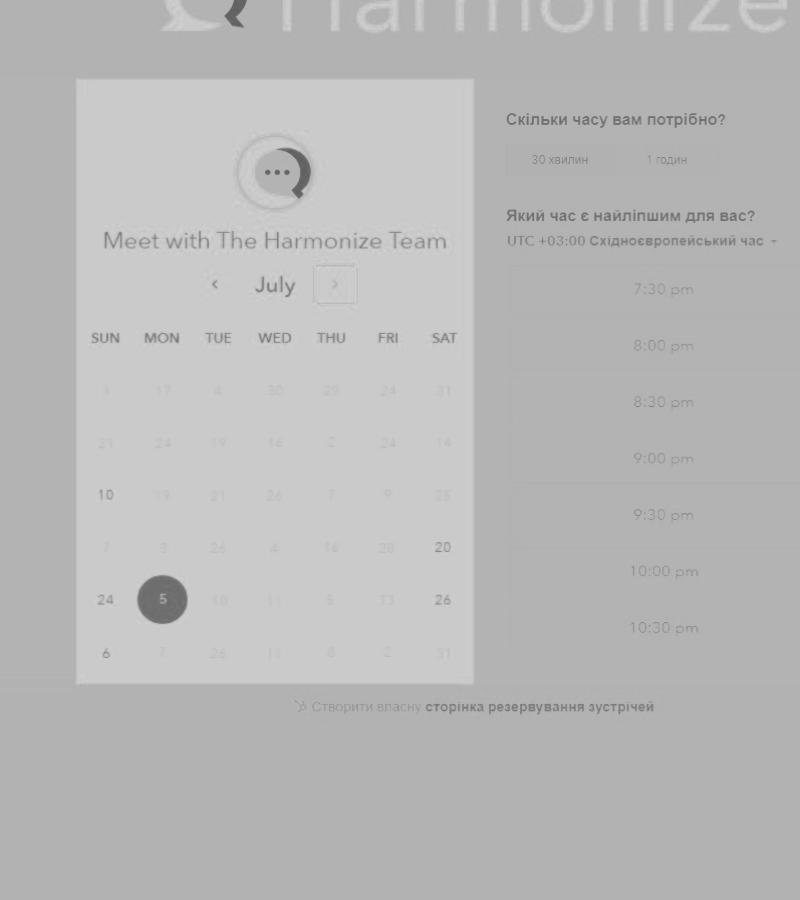 Harmonize
Meet with The Harmonize Team
July
SUN MON TUE WED THU FRI SAT
1 17 4 30 29 24 31
21 24 19 16 2 24 14
10 19 21 26 7 9 25
7 3 26 4 16 20
24 5 10 11 9 13 26
6 7 26 11 8 2 31
Скільки часу вам потрібно?
30 хвилин 1 годин
Який час є найліпшим для вас?
UTC +03:00 Східноєвропейський час
7:30 pm
8:00 pm
8:30 pm
9:00 pm
9:30 pm
10:00 pm
10:30 pm
Створити власну сторінка резервування зустрічей